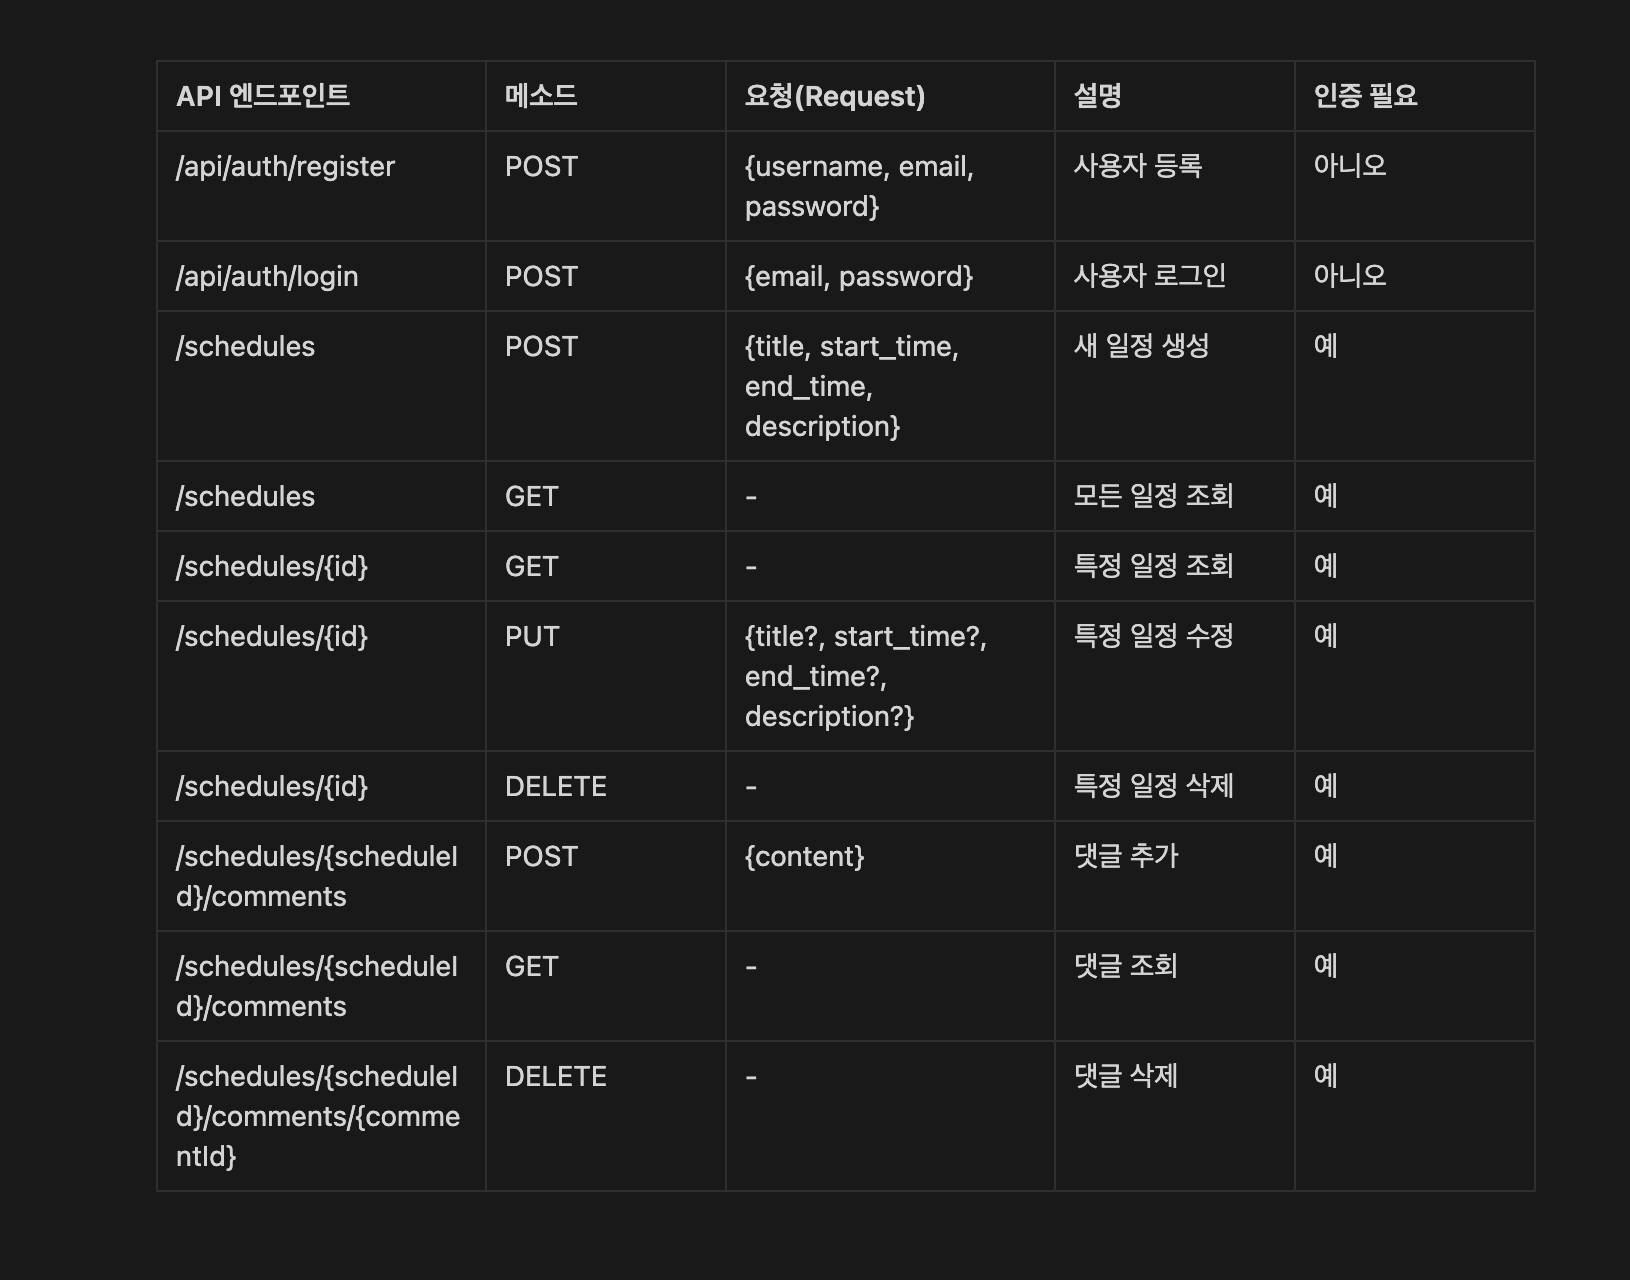 API 엔드포인트 메소드 요청(Request) 설명 인증 필요
/api/auth/register POST {username, email, 사용자 등록 아니오
password}
/api/auth/login POST {email, password} 사용자 로그인 아니오
/schedules POST {title, start_time, 새 일정 생성 예
end_time,
description}
/schedules GET - 모든 일정 조회 예
/schedules/{id} GET - 특정 일정 조회 예
/schedules/{id} PUT {title?, start_time?, 특정 일정 수정 예
end_time?,
description?}
/schedules/{id} DELETE - 특정 일정 삭제 예
/schedules/{scheduleI POST {content} 댓글 추가 예
d}/comments
/schedules/{scheduleI GET - 댓글 조회 예
d}/comments
/schedules/{scheduleI DELETE - 댓글 삭제 예
d}/comments/{comme
ntId}